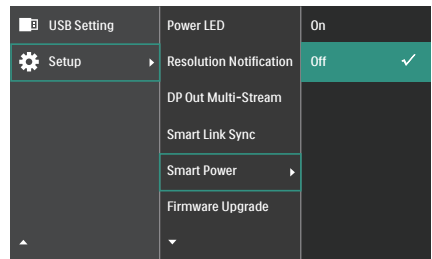 USB Setting
Setup
Power LED
Resolution Notification
DP Out Multi-Stream
Smart Link Sync
Smart Power
Firmware Upgrade
On
Off